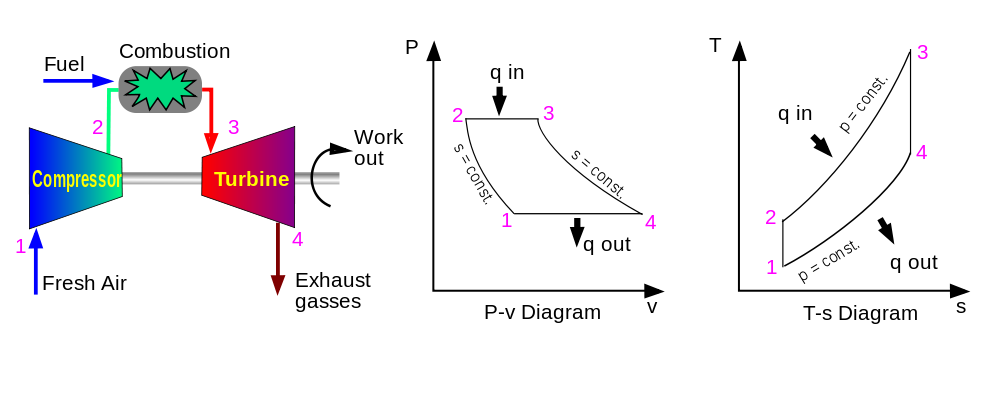 Combustion
Fuel
2
3
Work
out
Compressor
Turbine
1
4
Fresh Air
Exhaust
gasses
P
q in
2
3
s = const.
s = const.
1
4
q out
v
P-v Diagram
T
3
p = const.
q in
4
2
1
p = const.
q out
s
T-s Diagram